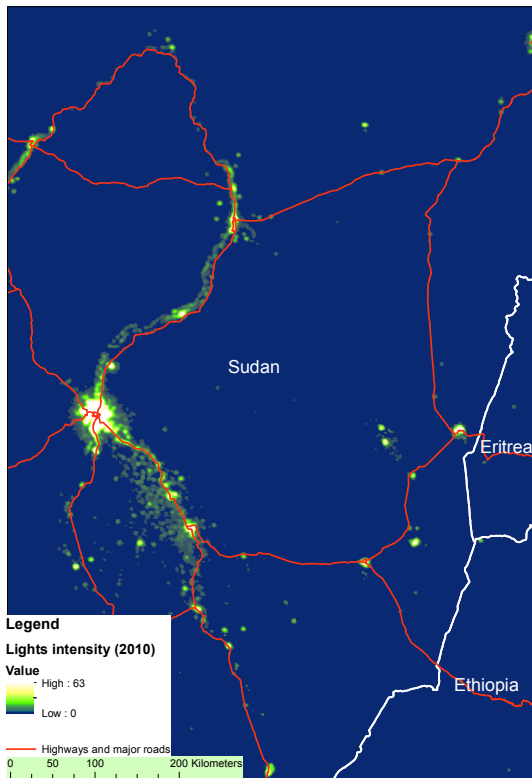 Sudan
Eritrea
Ethiopia
Legend
Lights intensity (2010)
Value
High : 63
Low : 0
Highways and major roads
0 50 100 200 Kilometers